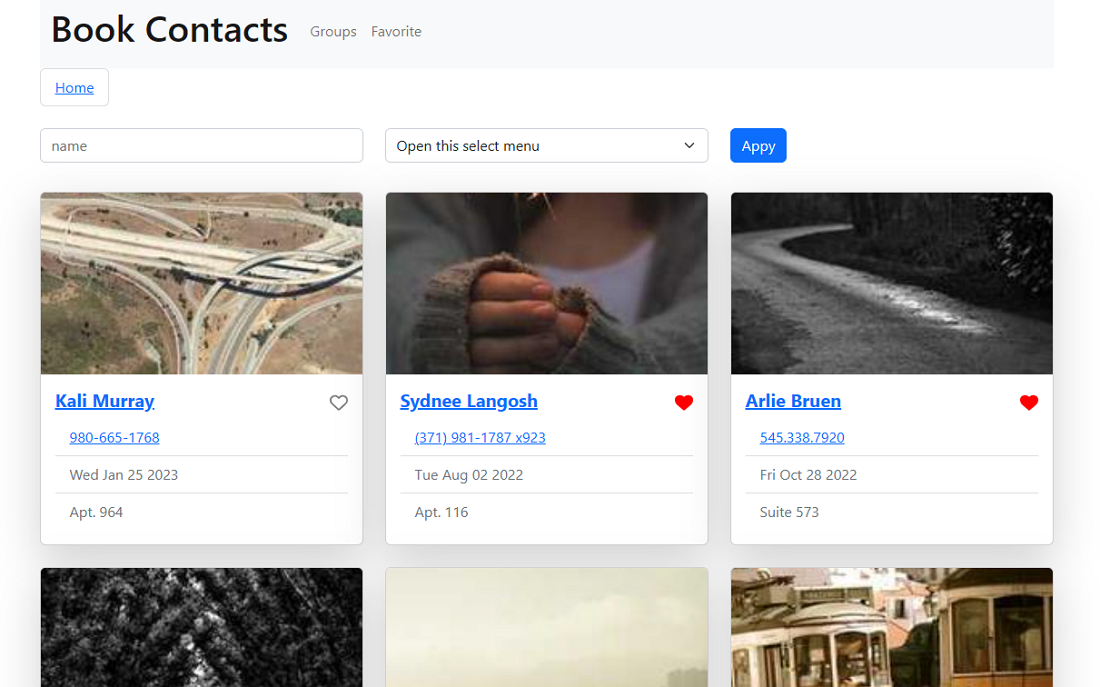 Book Contacts Groups Favorite
Home
name Open this select menu Appy
Kali Murray Sydnee Langosh Arlie Bruen
980-665-1768 (371) 981-1787 x923 545.338.7920
Wed Jan 25 2023 Tue Aug 02 2022 Fri Oct 28 2022
Apt. 964 Apt. 116 Suite 573